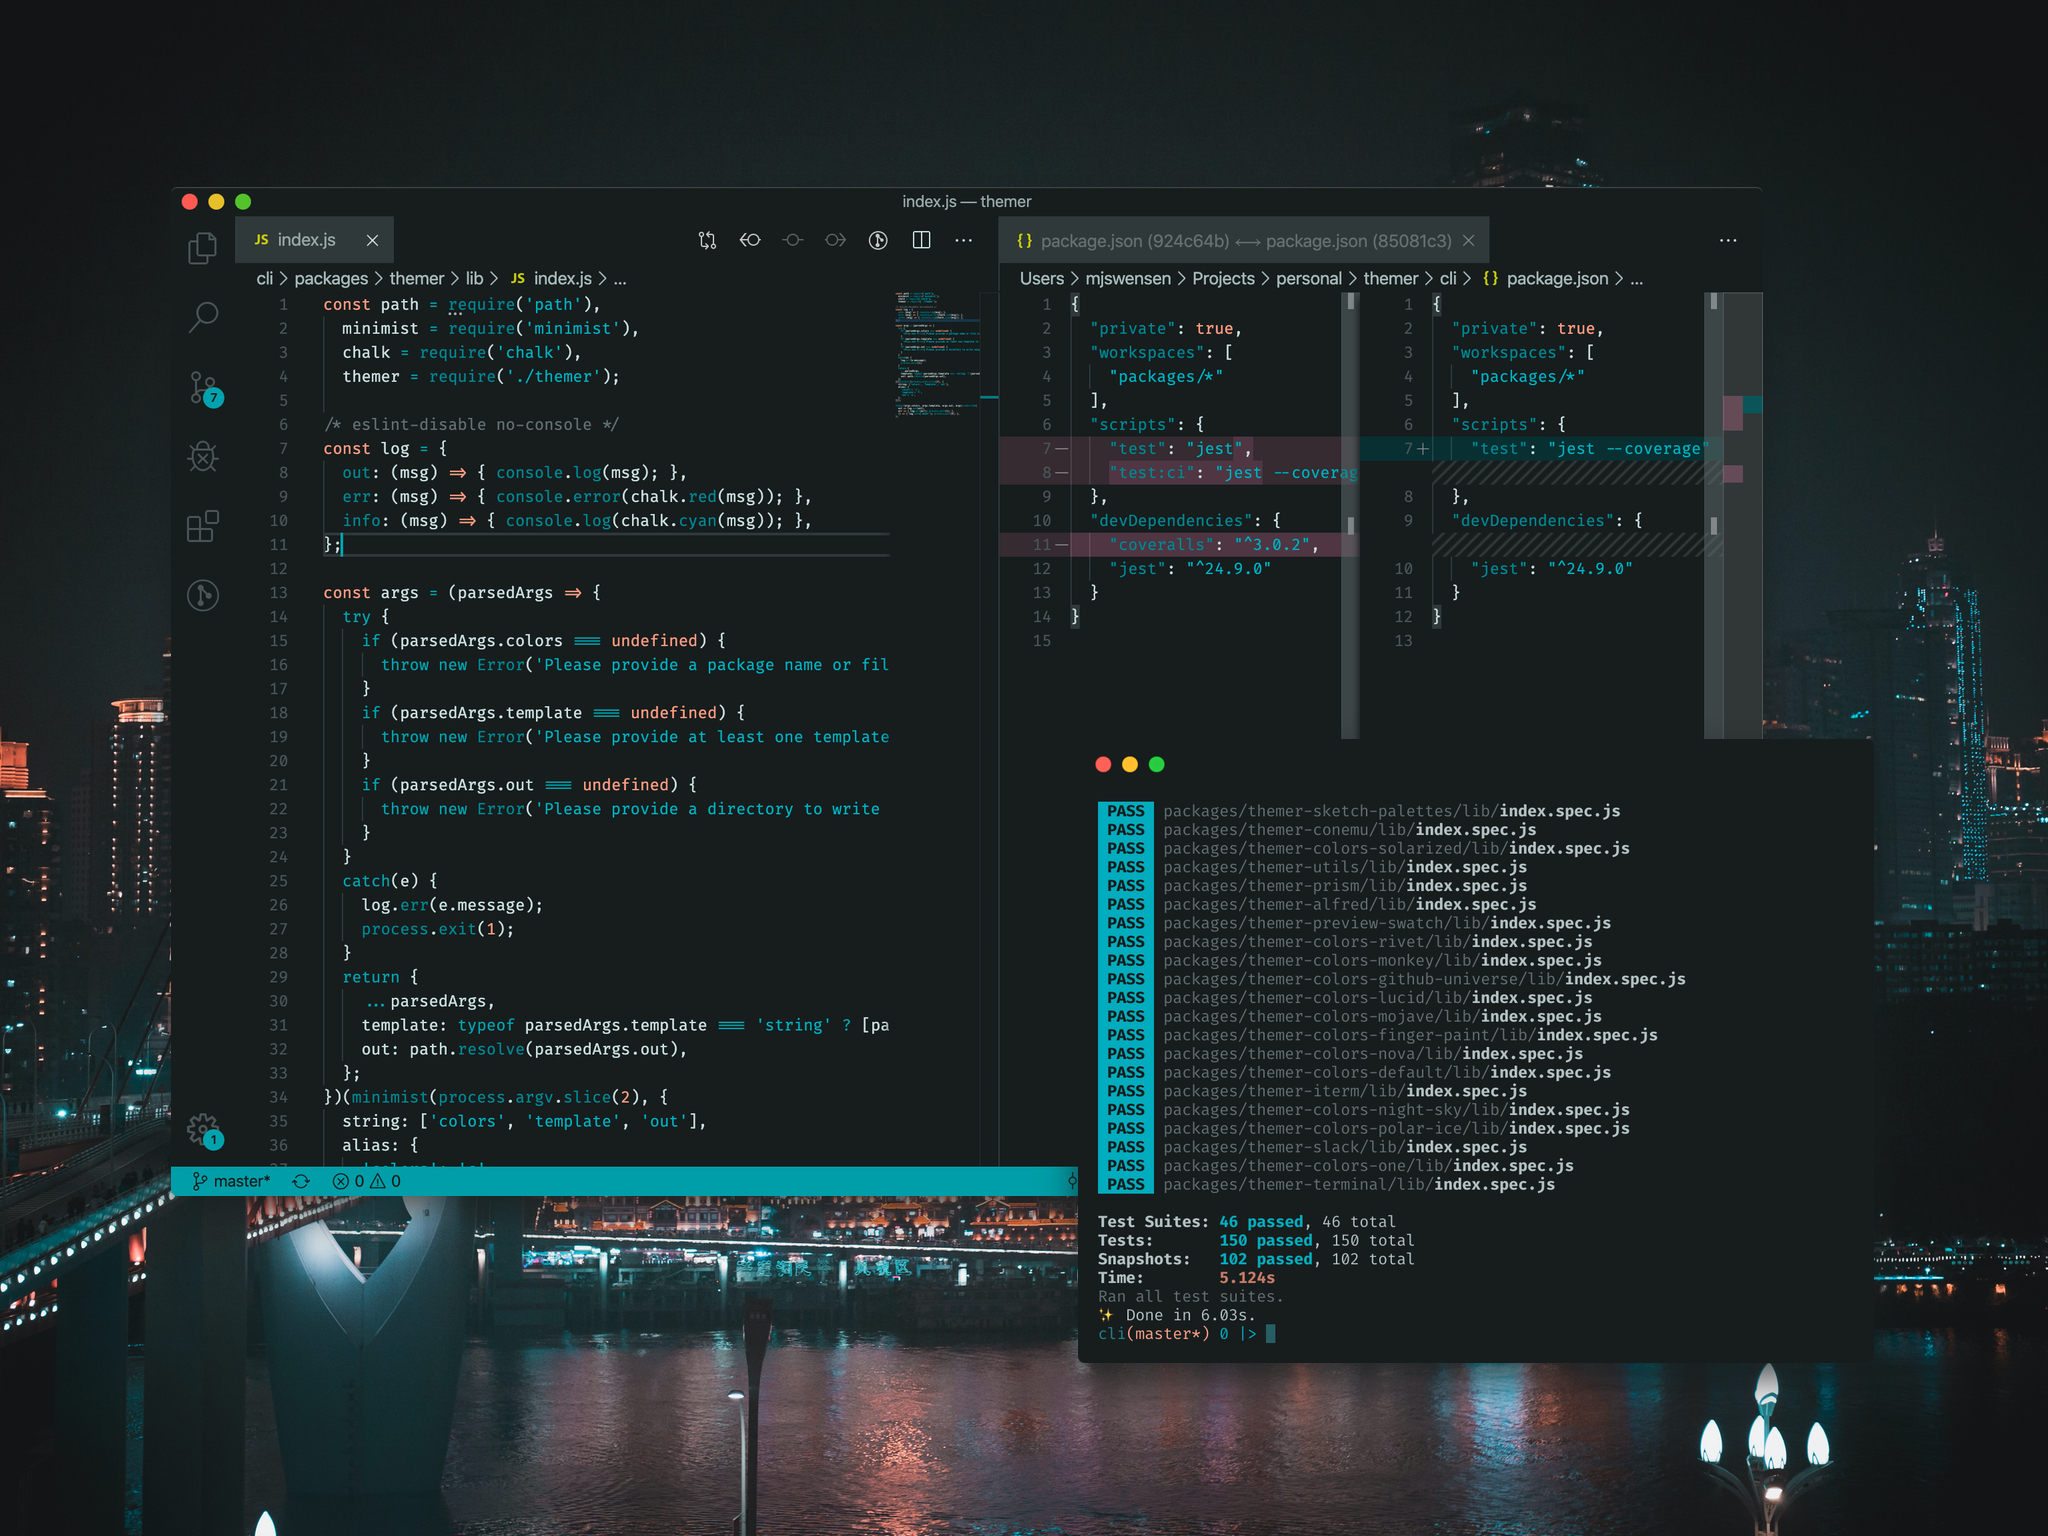 index.js — themer
JS index.js
cli > packages > themer > lib > JS index.js > ...
1 const path = require('path'),
2 minimist = require('minimist'),
3 chalk = require('chalk'),
4 themer = require('./themer');
5
6 /* eslint-disable no-console */
7 const log = {
8 out: (msg) => { console.log(msg); },
9 err: (msg) => { console.error(chalk.red(msg)); },
10 info: (msg) => { console.log(chalk.cyan(msg)); },
11 };
12
13 const args = (parsedArgs => {
14 try {
15 if (parsedArgs.colors === undefined) {
16 throw new Error('Please provide a package name or fil
17 }
18 if (parsedArgs.template === undefined) {
19 throw new Error('Please provide at least one template
20 }
21 if (parsedArgs.out === undefined) {
22 throw new Error('Please provide a directory to write
23 }
24 }
25 catch(e) {
26 log.err(e.message);
27 process.exit(1);
28 }
29 return {
30 ...parsedArgs,
31 template: typeof parsedArgs.template === 'string' ? [pa
32 out: path.resolve(parsedArgs.out),
33 };
34 })(minimist(process.argv.slice(2), {
35 string: ['colors', 'template', 'out'],
36 alias: {
7
1
master* 0 0
{} package.json (924c64b) ⟷ package.json (85081c3)
Users > mjswensen > Projects > personal > themer > cli > {} package.json > ...
1 {
2 "private": true,
3 "workspaces": [
4 "packages/*"
5 ],
6 "scripts": {
7— "test": "jest",
8— "test:ci": "jest --coverag
9 },
10 "devDependencies": {
11— "coveralls": "^3.0.2",
12 "jest": "^24.9.0"
13 }
14 }
15
1 {
2 "private": true,
3 "workspaces": [
4 "packages/*"
5 ],
6 "scripts": {
7+ "test": "jest --coverage"
8 },
9 "devDependencies": {
10 "jest": "^24.9.0"
11 }
12 }
13
PASS packages/themer-sketch-palettes/lib/index.spec.js
PASS packages/themer-conemu/lib/index.spec.js
PASS packages/themer-colors-solarized/lib/index.spec.js
PASS packages/themer-utils/lib/index.spec.js
PASS packages/themer-prism/lib/index.spec.js
PASS packages/themer-alfred/lib/index.spec.js
PASS packages/themer-preview-swatch/lib/index.spec.js
PASS packages/themer-colors-rivet/lib/index.spec.js
PASS packages/themer-colors-monkey/lib/index.spec.js
PASS packages/themer-colors-github-universe/lib/index.spec.js
PASS packages/themer-colors-lucid/lib/index.spec.js
PASS packages/themer-colors-mojave/lib/index.spec.js
PASS packages/themer-colors-finger-paint/lib/index.spec.js
PASS packages/themer-colors-nova/lib/index.spec.js
PASS packages/themer-colors-default/lib/index.spec.js
PASS packages/themer-iterm/lib/index.spec.js
PASS packages/themer-colors-night-sky/lib/index.spec.js
PASS packages/themer-colors-polar-ice/lib/index.spec.js
PASS packages/themer-slack/lib/index.spec.js
PASS packages/themer-colors-one/lib/index.spec.js
PASS packages/themer-terminal/lib/index.spec.js
Test Suites: 46 passed, 46 total
Tests: 150 passed, 150 total
Snapshots: 102 passed, 102 total
Time: 5.124s
Ran all test suites.
✨ Done in 6.03s.
cli(master*) 0 |>